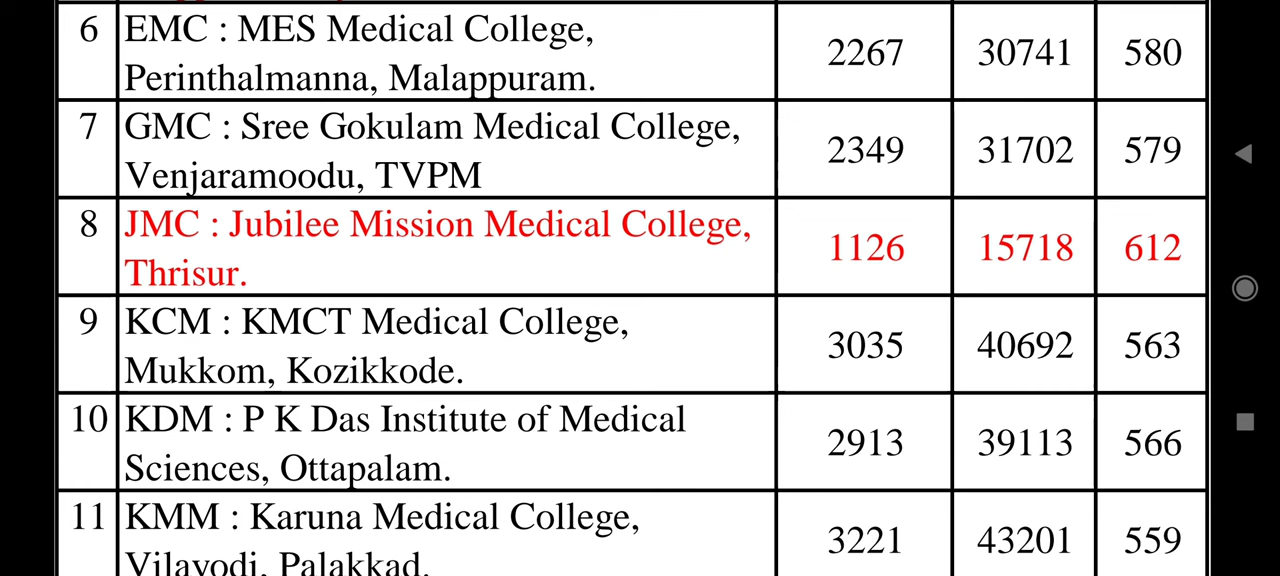 6 EMC : MES Medical College,
Perinthalmanna, Malappuram. 2267 30741 580
7 GMC : Sree Gokulam Medical College,
Venjaramoodu, TVPM 2349 31702 579
8 JMC : Jubilee Mission Medical College,
Thrisur. 1126 15718 612
9 KCM : KMCT Medical College,
Mukkom, Kozikkode. 3035 40692 563
10 KDM : P K Das Institute of Medical
Sciences, Ottapalam. 2913 39113 566
11 KMM : Karuna Medical College,
Vilayodi, Palakkad. 3221 43201 559